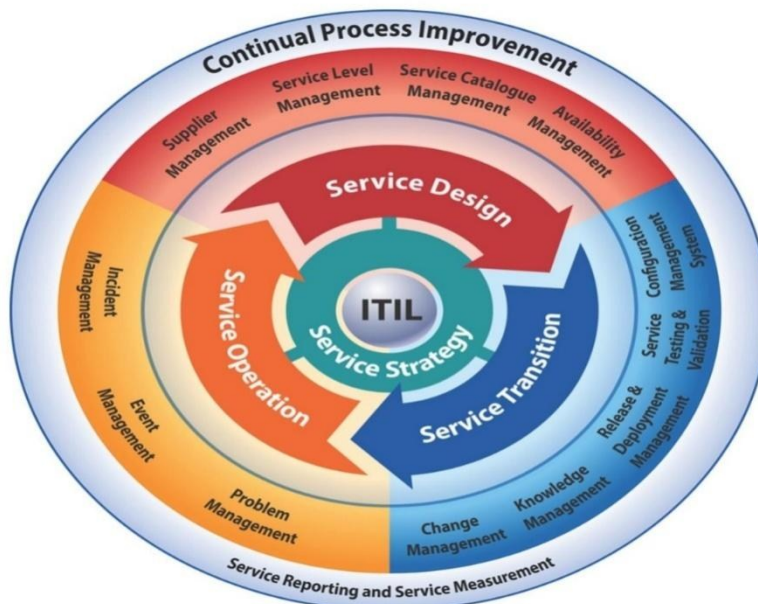 Continual Process Improvement
Supplier
Management
Service Level
Management
Service Catalogue
Management
Availability
Management
Configuration
Management
System
Service
Testing &
Validation
Release &
Deployment
Management
Knowledge
Management
Change
Management
Problem
Management
Event
Management
Incident
Management
Service Design
Service Transition
Service Operation
Service Strategy
ITIL
Service Reporting and Service Measurement